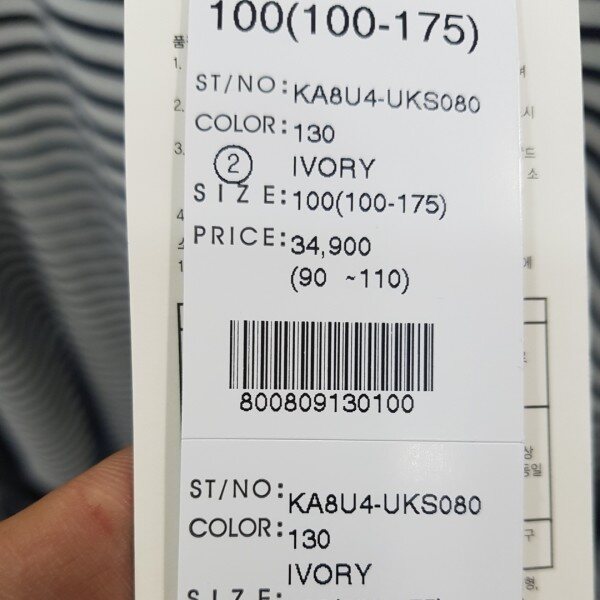 100(100-175)
ST/NO:KA8U4-UKS080
COLOR:130
② IVORY
SIZE:100(100-175)
PRICE:34,900
(90 ~110)
800809130100
ST/NO:KA8U4-UKS080
COLOR:130
IVORY